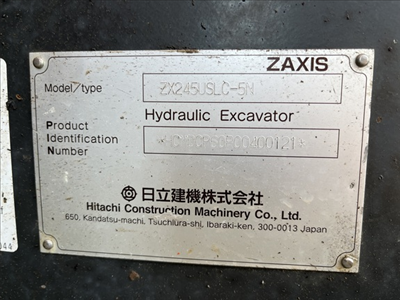 ZAXIS
Model/type ZX245USLC-5N
Hydraulic Excavator
Product
Identification
Number
日立建機株式会社
Hitachi Construction Machinery Co., Ltd.
650, Kandatsu-machi, Tsuchiura-shi, Ibaraki-ken, 300-0013 Japan